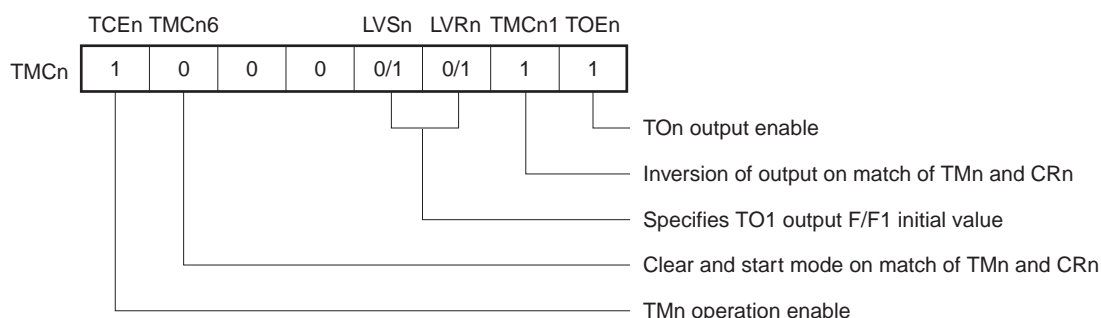 TCEn TMCn6 LVSn LVRn TMCn1 TOEn
TMCn 1 0 0 0 0/1 0/1 1 1
TOn output enable
Inversion of output on match of TMn and CRn
Specifies TO1 output F/F1 initial value
Clear and start mode on match of TMn and CRn
TMn operation enable